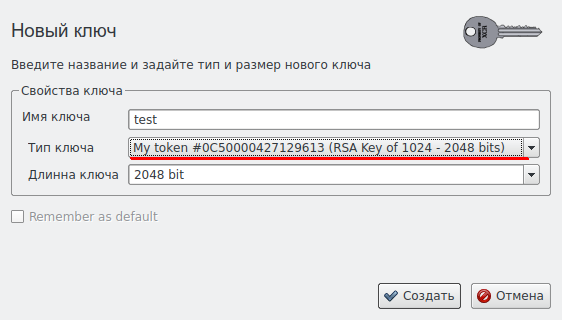 Новый ключ
Введите название и задайте тип и размер нового ключа
Свойства ключа
Имя ключа test
Тип ключа My token #0C50000427129613 (RSA Key of 1024 - 2048 bits)
Длинна ключа 2048 bit
Remember as default
Создать Отмена